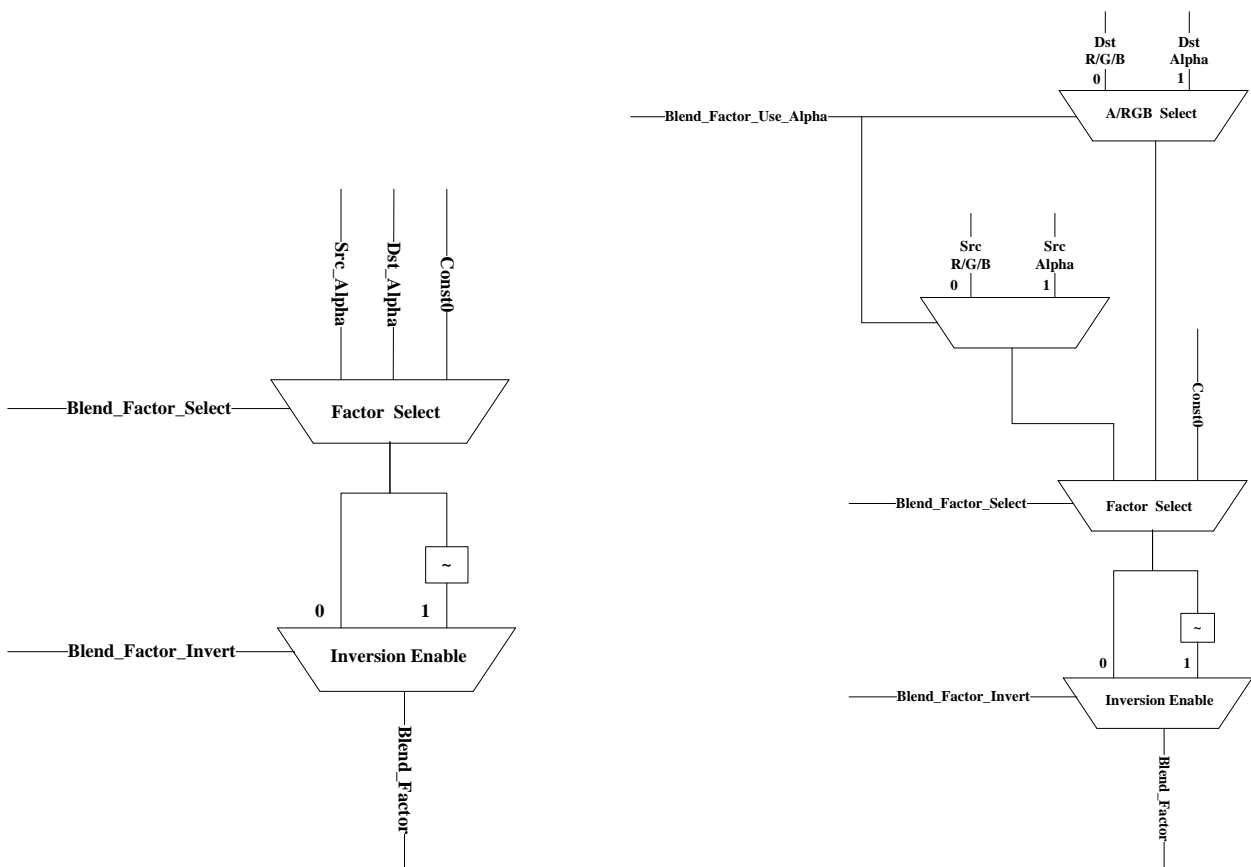 Src_Alpha
Dst_Alpha
Const0
Blend_Factor_Select
Factor Select
~
0
1
Blend_Factor_Invert
Inversion Enable
Blend_Factor
Dst
R/G/B
Dst
Alpha
0
1
Blend_Factor_Use_Alpha
A/RGB Select
Src
R/G/B
Src
Alpha
0
1
Const0
Blend_Factor_Select
Factor Select
~
0
1
Blend_Factor_Invert
Inversion Enable
Blend_Factor